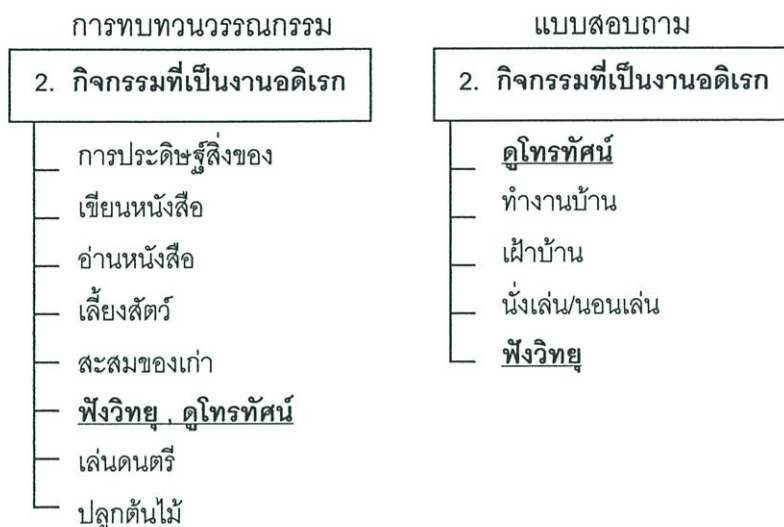 การทบทวนวรรณกรรม
2. กิจกรรมที่เป็นงานอดิเรก
การประดิษฐ์สิ่งของ
เขียนหนังสือ
อ่านหนังสือ
เลี้ยงสัตว์
สะสมของเก่า
ฟังวิทยุ , ดูโทรทัศน์
เล่นดนตรี
ปลูกต้นไม้
แบบสอบถาม
2. กิจกรรมที่เป็นงานอดิเรก
ดูโทรทัศน์
ทำงานบ้าน
เฝ้าบ้าน
นั่งเล่น/นอนเล่น
ฟังวิทยุ